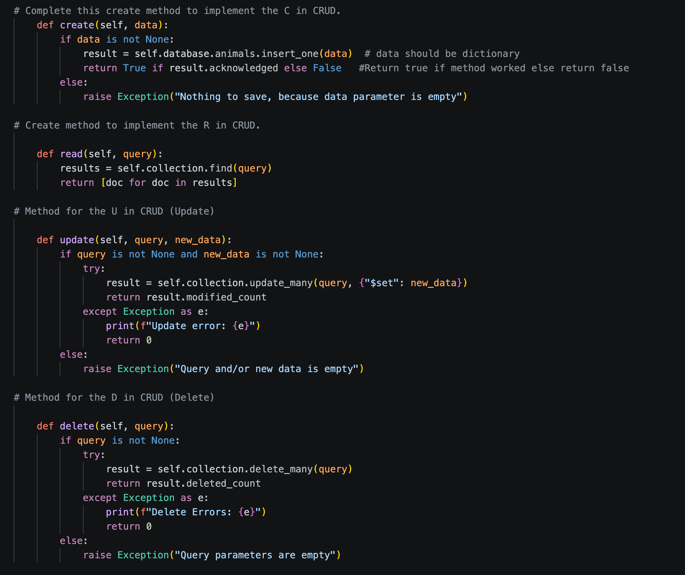 # Complete this create method to implement the C in CRUD.
    def create(self, data):
        if data is not None:
            result = self.database.animals.insert_one(data)  # data should be dictionary
            return True if result.acknowledged else False   #Return true if method worked else return false
        else:
            raise Exception("Nothing to save, because data parameter is empty")

# Create method to implement the R in CRUD.

    def read(self, query):
        results = self.collection.find(query)
        return [doc for doc in results]

# Method for the U in CRUD (Update)

    def update(self, query, new_data):
        if query is not None and new_data is not None:
            try:
                result = self.collection.update_many(query, {"$set": new_data})
                return result.modified_count
            except Exception as e:
                print(f"Update error: {e}")
                return 0
        else:
            raise Exception("Query and/or new data is empty")

# Method for the D in CRUD (Delete)

    def delete(self, query):
        if query is not None:
            try:
                result = self.collection.delete_many(query)
                return result.deleted_count
            except Exception as e:
                print(f"Delete Errors: {e}")
                return 0
        else:
            raise Exception("Query parameters are empty")